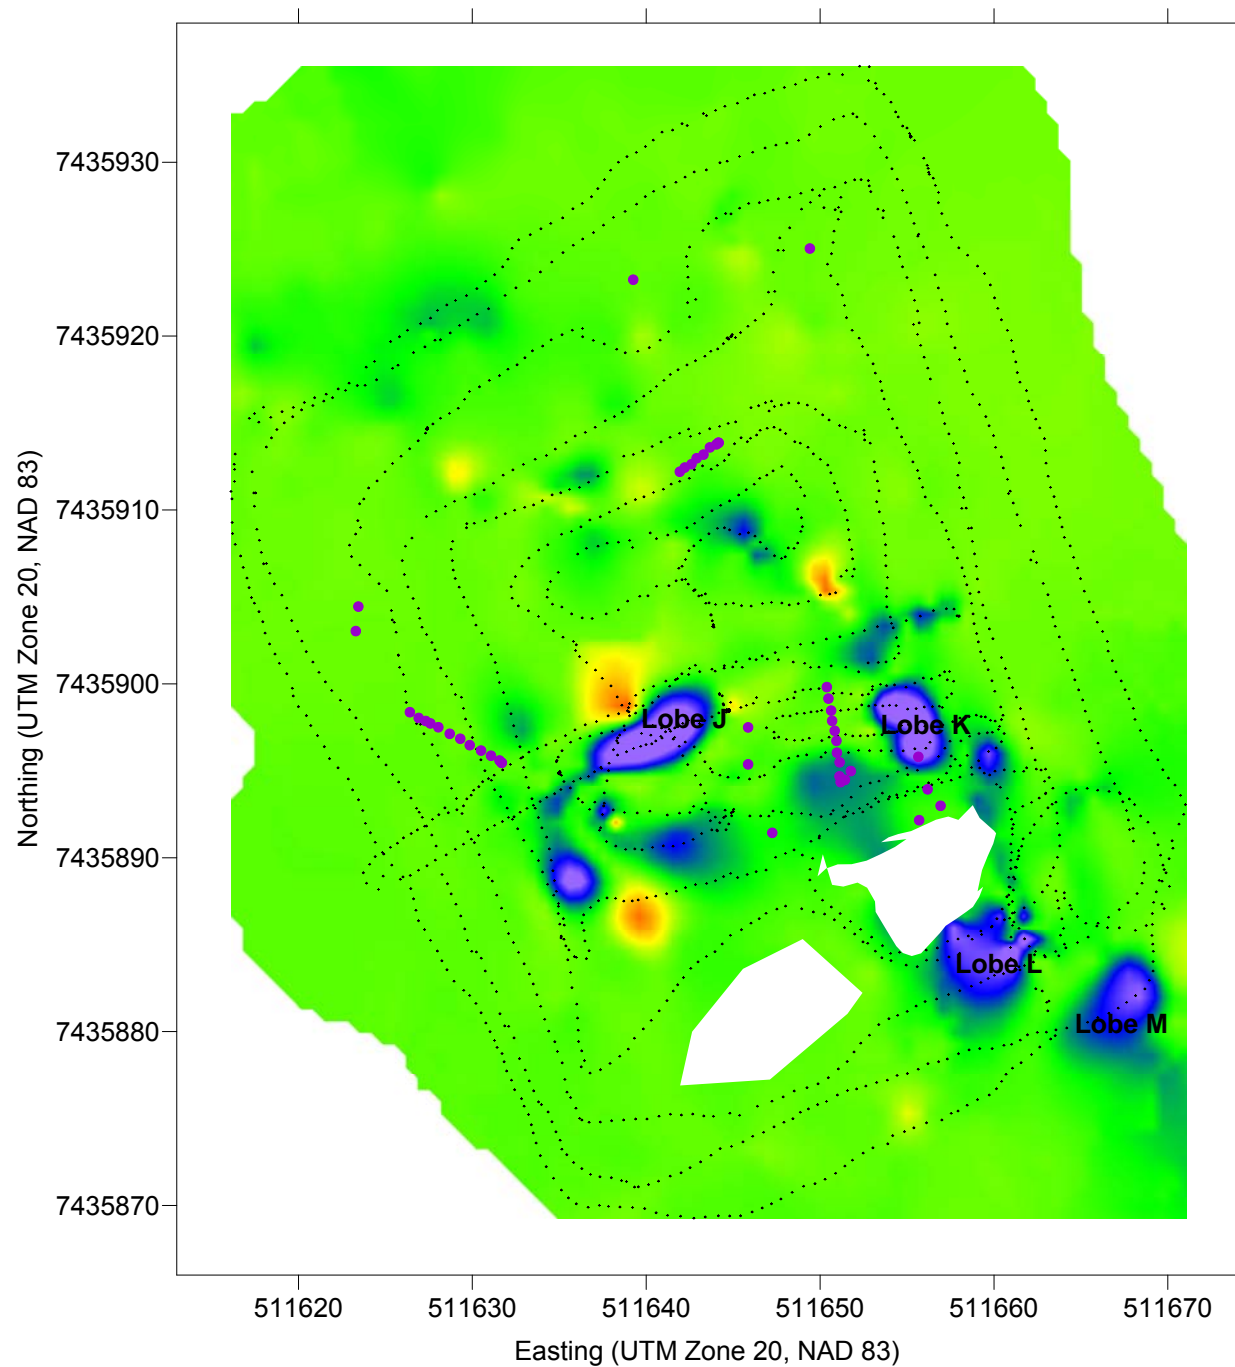 7435930
7435920
7435910
7435900
7435890
7435880
7435870
Northing (UTM Zone 20, NAD 83)
Lobe J
Lobe K
Lobe L
Lobe M
511620 511630 511640 511650 511660 511670
Easting (UTM Zone 20, NAD 83)